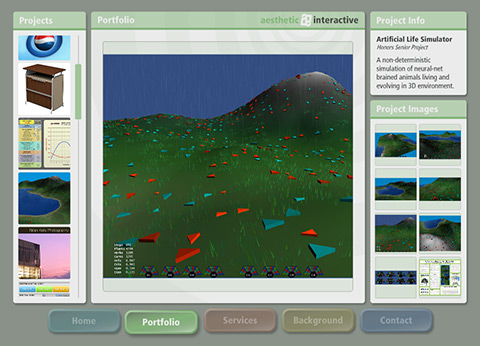 Projects
Portfolio
aesthetic interactive
Project Info
Artificial Life Simulator
Honors Senior Project
A non-deterministic
simulation of neural-net
brained animals living and
evolving in 3D environment.
Project Images
Home
Portfolio
Services
Background
Contact